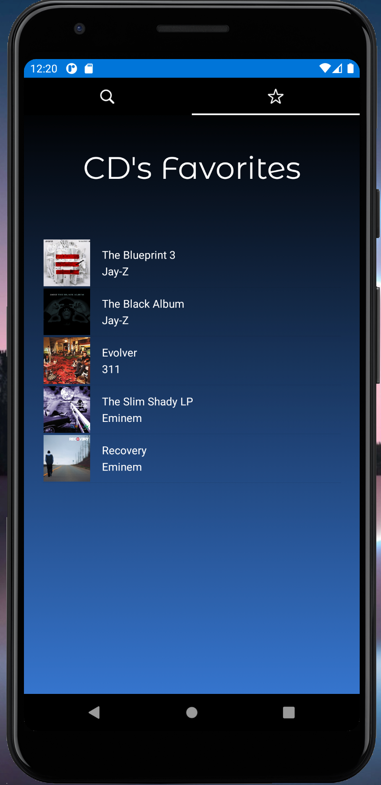 12:20
CD's Favorites
The Blueprint 3
Jay-Z
The Black Album
Jay-Z
Evolver
311
The Slim Shady LP
Eminem
Recovery
Eminem